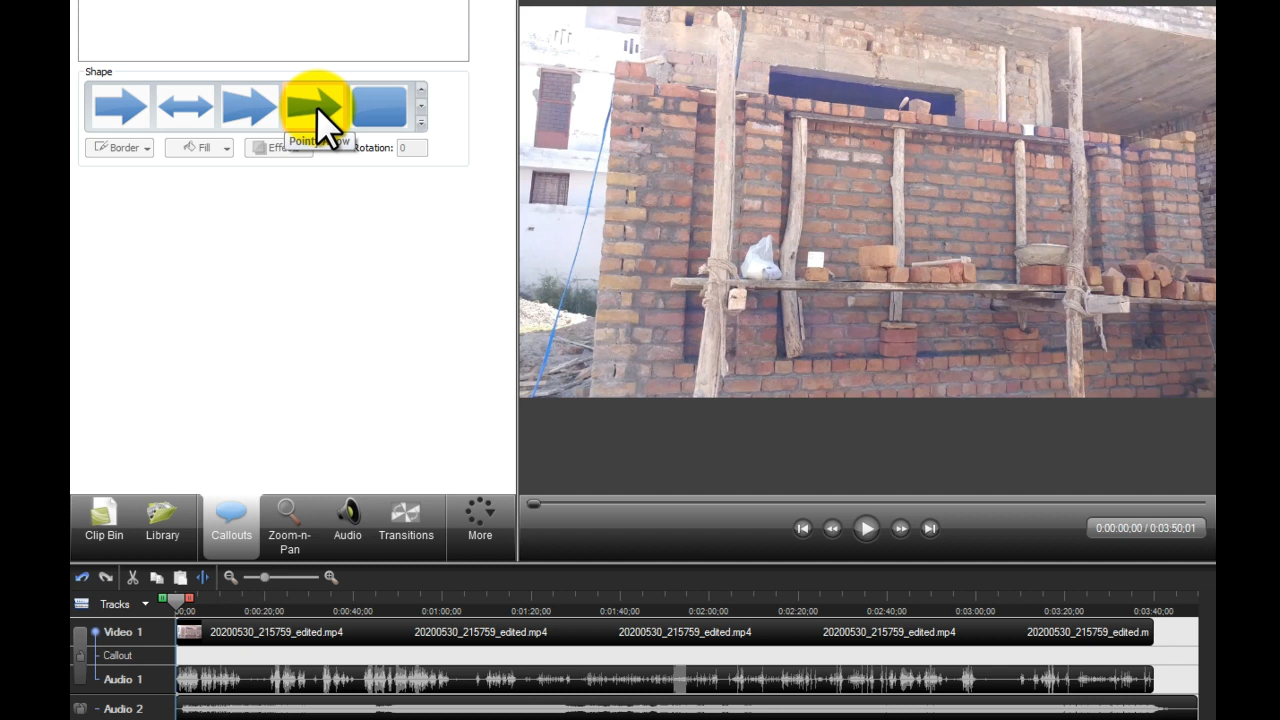 Shape
Border
Fill
Rotation: 0
Clip Bin
Library
Callouts
Zoom-n-
Pan
Audio
Transitions
More
0:00:00;00 / 0:03:50;01
Tracks
00;00 0:00:20;00 0:00:40;00 0:01:00;00 0:01:20;00 0:01:40;00 0:02:00;00 0:02:20;00 0:02:40;00 0:03:00;00 0:03:20;00 0:03:40;00
Video 1 20200530_215759_edited.mp4 20200530_215759_edited.mp4 20200530_215759_edited.mp4 20200530_215759_edited.mp4 20200530_215759_edited.m
Callout
Audio 1
Audio 2